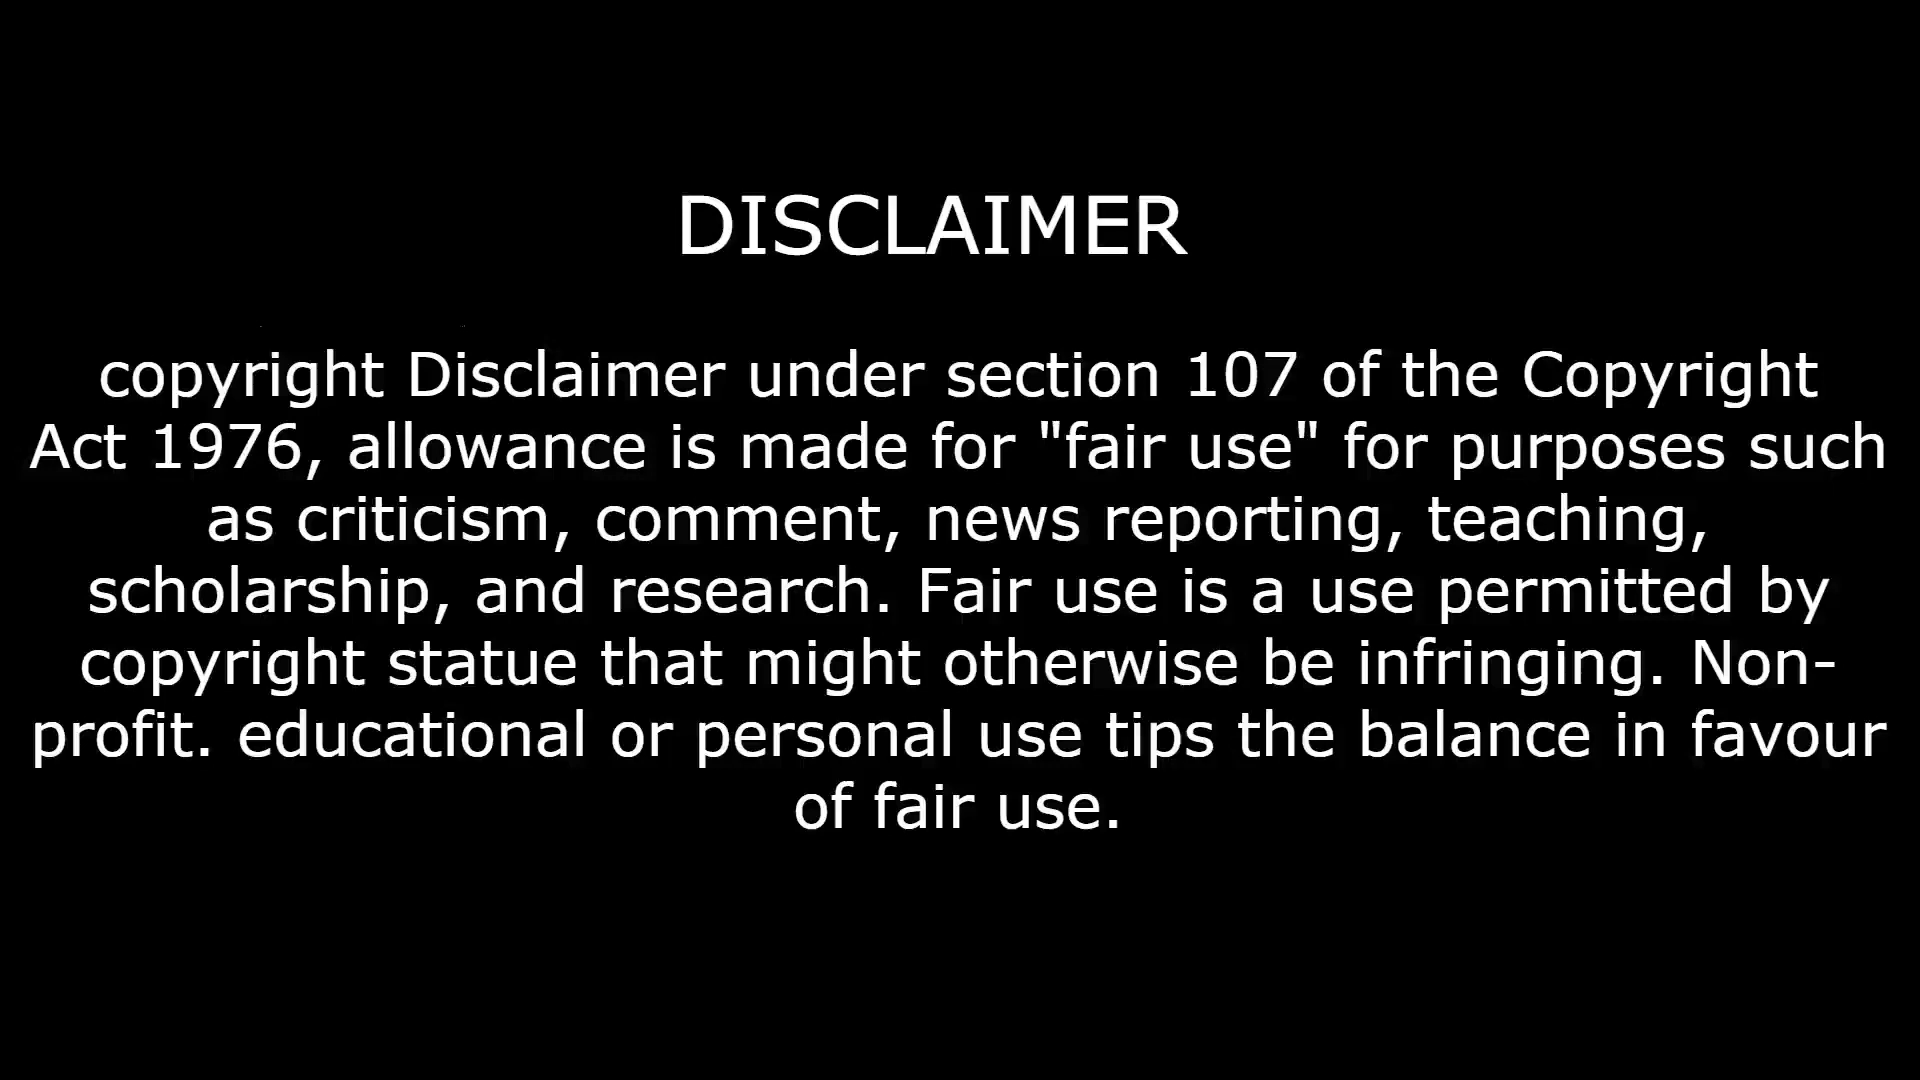 DISCLAIMER
copyright Disclaimer under section 107 of the Copyright
Act 1976, allowance is made for "fair use" for purposes such
as criticism, comment, news reporting, teaching,
scholarship, and research. Fair use is a use permitted by
copyright statue that might otherwise be infringing. Non-
profit. educational or personal use tips the balance in favour
of fair use.